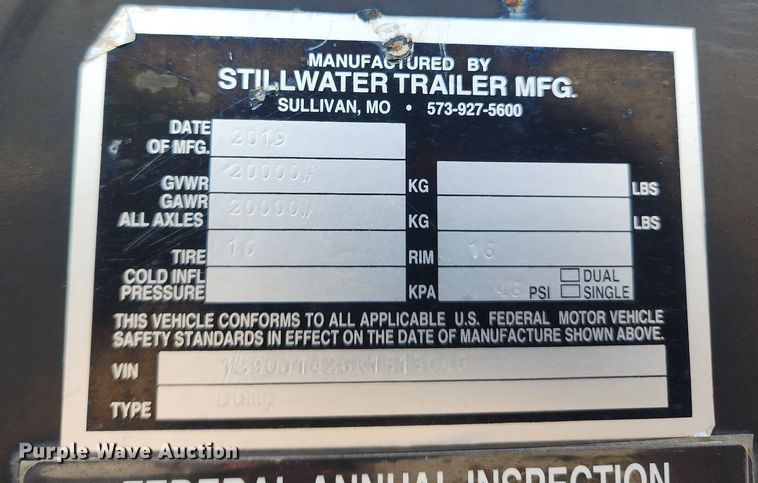 MANUFACTURED BY
STILLWATER TRAILER MFG.
SULLIVAN, MO • 573-927-5600
DATE OF MFG. 2019
GVWR 20000# KG LBS
GAWR ALL AXLES 20000# KG LBS
TIRE 16 RIM 16
COLD INFL PRESSURE KPA PSI DUAL SINGLE
THIS VEHICLE CONFORMS TO ALL APPLICABLE U.S. FEDERAL MOTOR VEHICLE
SAFETY STANDARDS IN EFFECT ON THE DATE OF MANUFACTURE SHOWN ABOVE.
VIN
TYPE
Purple Wave Auction
FEDERAL ANNUAL INSPECTION